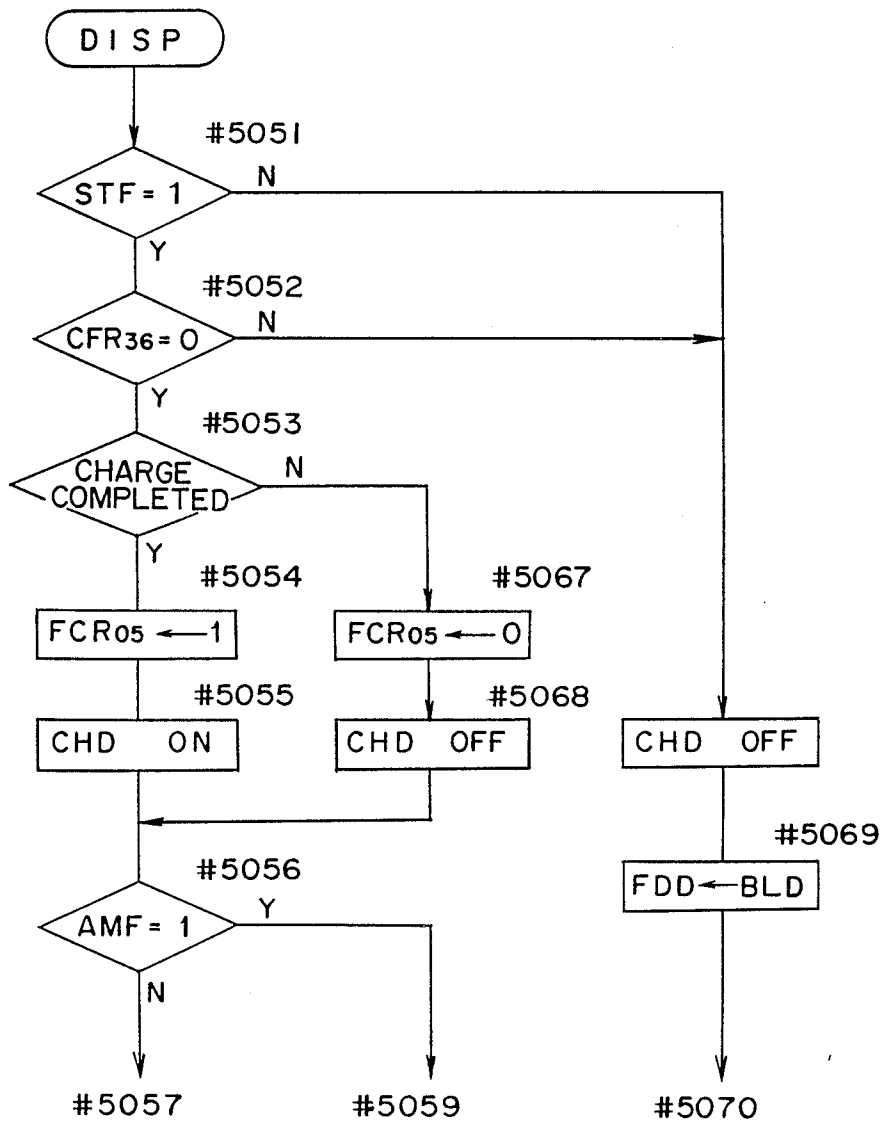 DISP
#5051
STF = 1
N
Y
#5052
CFR36 = 0
N
Y
#5053
CHARGE
COMPLETED
N
Y
#5054
#5067
FCR05 ← 1
FCR05 ← 0
#5055
#5068
CHD ON
CHD OFF
CHD OFF
#5069
FDD ← BLD
#5056
AMF = 1
Y
N
#5057
#5059
#5070